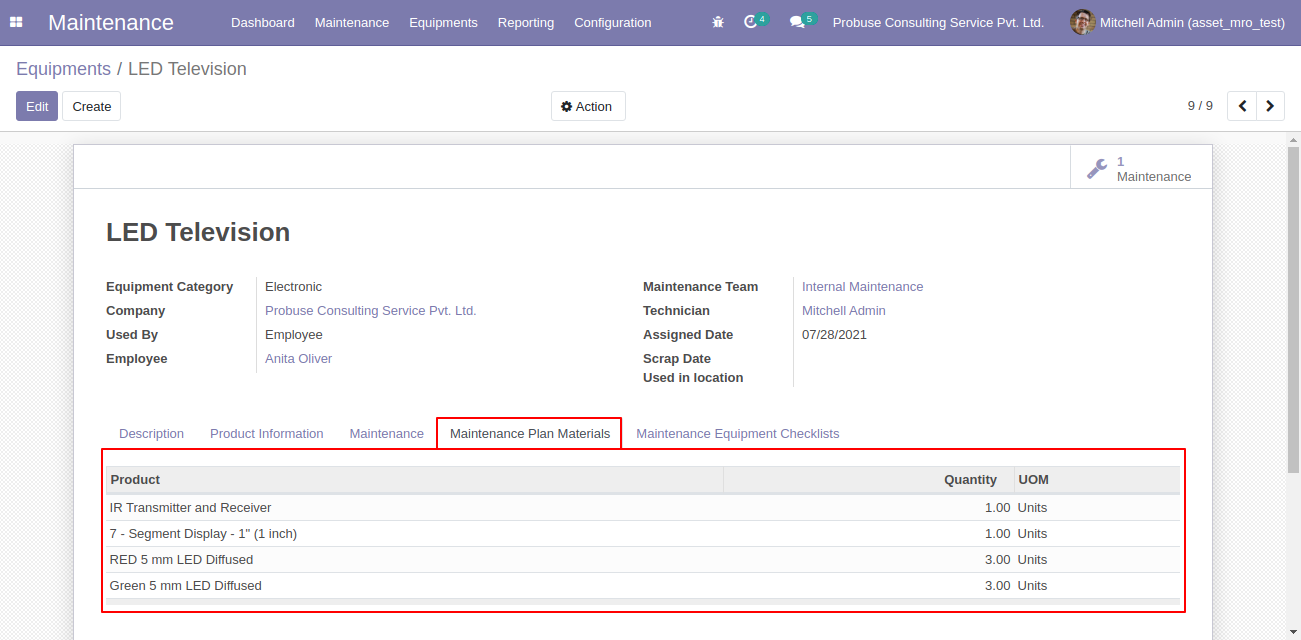 Maintenance Dashboard Maintenance Equipments Reporting Configuration 4 5 Probuse Consulting Service Pvt. Ltd. Mitchell Admin (asset_mro_test)
Equipments / LED Television
Edit Create Action 9 / 9
1
Maintenance
LED Television
Equipment Category Electronic
Company Probuse Consulting Service Pvt. Ltd.
Used By Employee
Employee Anita Oliver
Maintenance Team Internal Maintenance
Technician Mitchell Admin
Assigned Date 07/28/2021
Scrap Date
Used in location
Description Product Information Maintenance Maintenance Plan Materials Maintenance Equipment Checklists
Product Quantity UOM
IR Transmitter and Receiver 1.00 Units
7 - Segment Display - 1" (1 inch) 1.00 Units
RED 5 mm LED Diffused 3.00 Units
Green 5 mm LED Diffused 3.00 Units